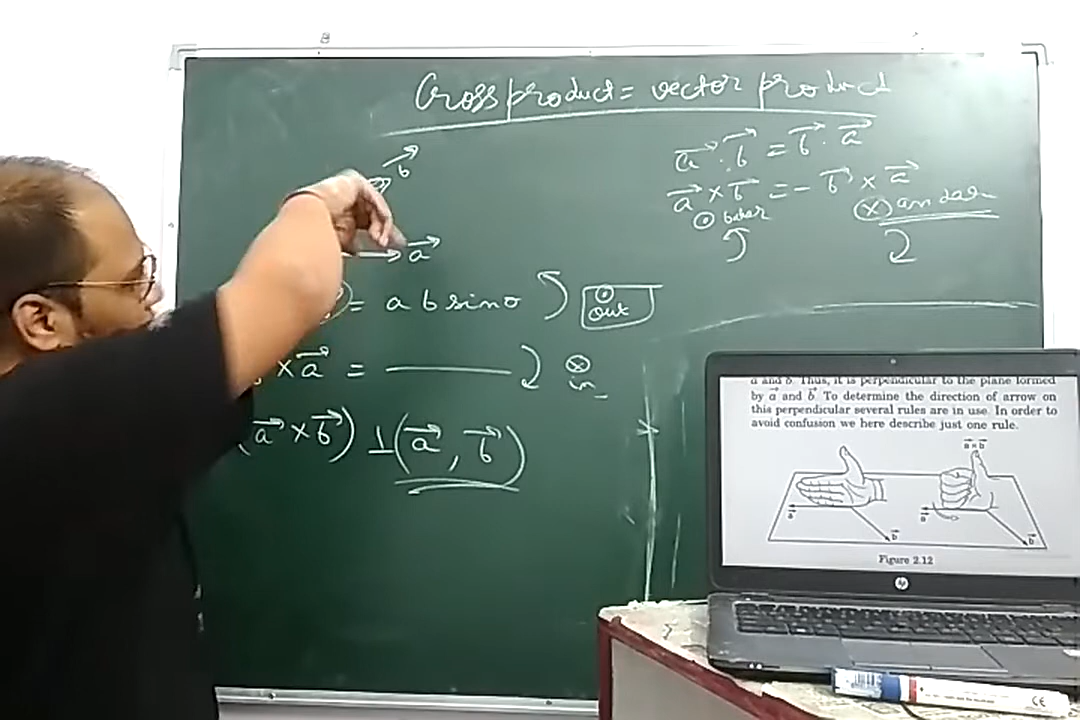 Cross product = vector product
a⃗ · b⃗ = b⃗ · a⃗
a⃗ × b⃗ = - b⃗ × a⃗
⊙ bahar
⊗ andar
b⃗
a⃗
= a b sin θ
⊙
out
× a⃗ =
⊗
in
(a⃗ × b⃗) ⊥ (a⃗ , b⃗)
a and b. Thus, it is perpendicular to the plane formed
by a⃗ and b⃗. To determine the direction of arrow on
this perpendicular several rules are in use. In order to
avoid confusion we here describe just one rule.
a⃗ × b⃗
a⃗
b⃗
a⃗
b⃗
Figure 2.12
hp